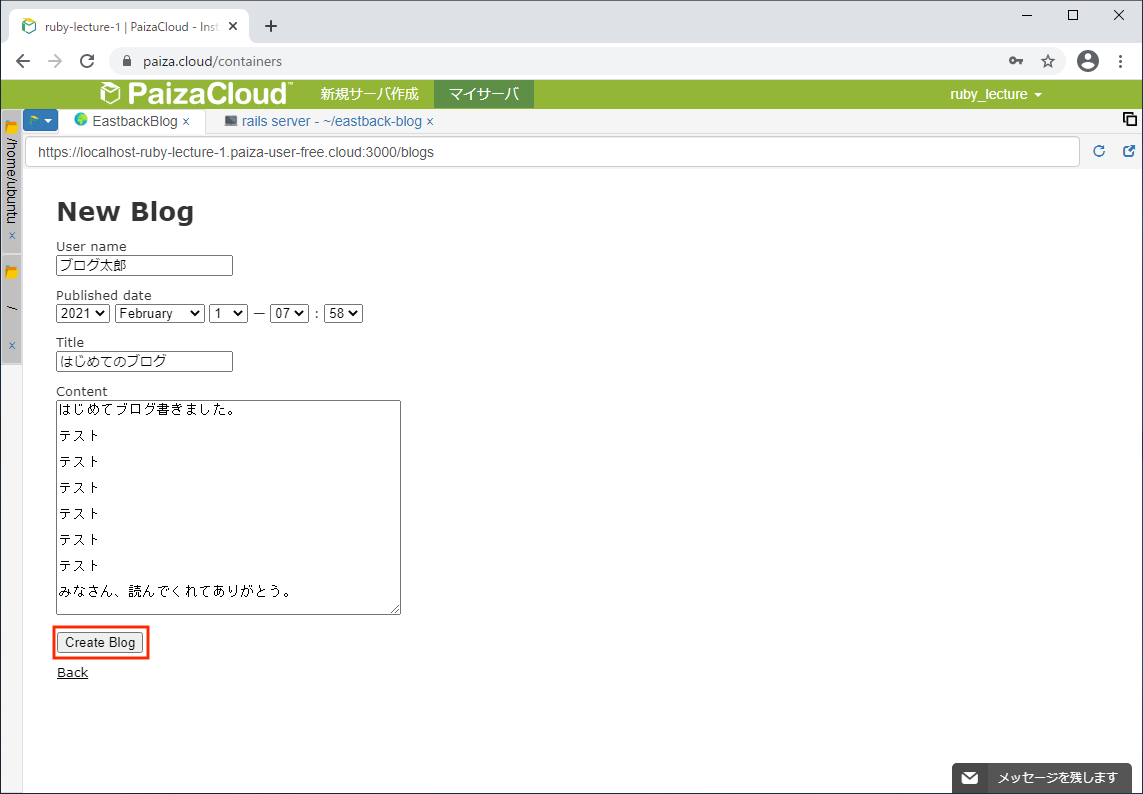 ruby-lecture-1 | PaizaCloud - Inst
paiza.cloud/containers
PaizaCloud 新規サーバ作成 マイサーバ ruby_lecture
EastbackBlog × rails server - ~/eastback-blog ×
/home/ubuntu ×
/ ×
https://localhost-ruby-lecture-1.paiza-user-free.cloud:3000/blogs
New Blog
User name
ブログ太郎
Published date
2021 February 1 — 07 : 58
Title
はじめてのブログ
Content
はじめてブログ書きました。
テスト
テスト
テスト
テスト
テスト
テスト
みなさん、読んでくれてありがとう。
Create Blog
Back
メッセージを残します